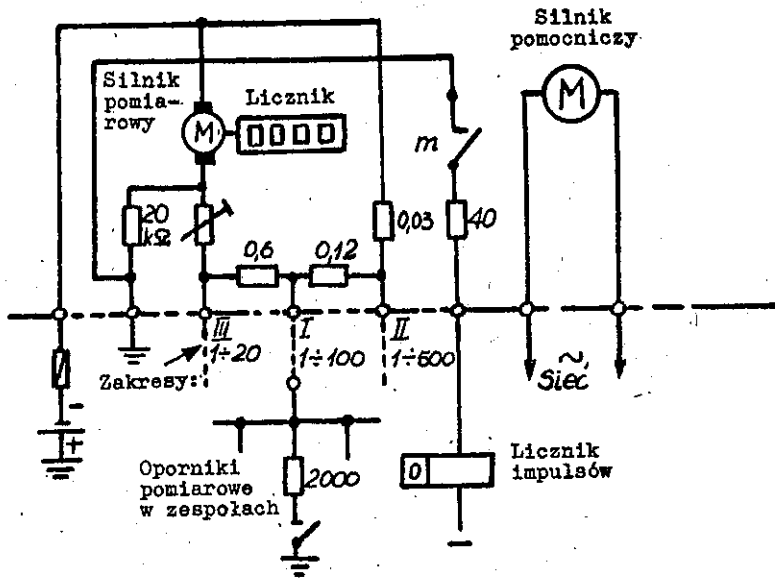 Silnik
pomocniczy
M
Silnik
pomia-
rowy
Licznik
M
0000
m
20
kΩ
0,03
40
0,6
0,12
III
1÷20
I
1÷100
II
1÷600
Zakresy:
~
Sieć
-
+
Oporniki
pomiarowe
w zespołach
2000
0
Licznik
impulsów